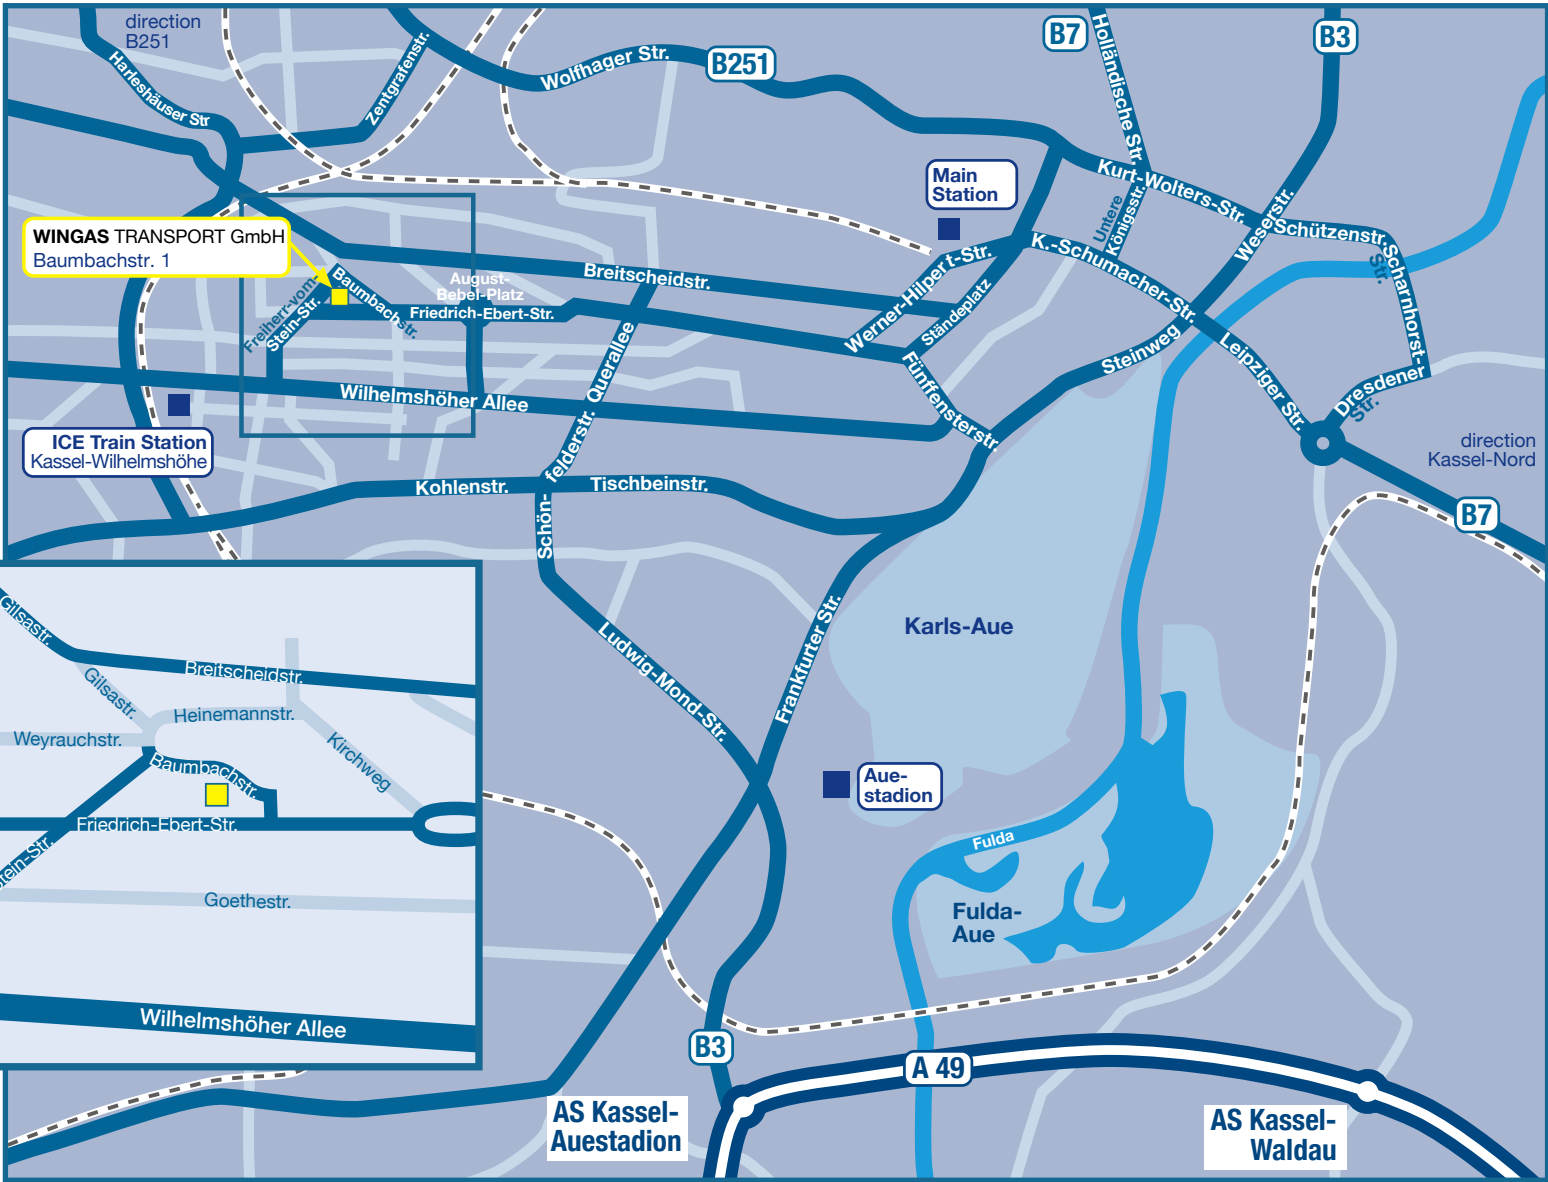 direction
B251
Harleshäuser Str
Zentgrafenstr.
Wolfhager Str.
B251
B7
Holländische Str.
B3
Main
Station
Kurt-Wolters-Str.
Untere
Königsstr.
Weserstr.
Schützenstr.
Scharnhorst-
Str.
WINGAS TRANSPORT GmbH
Baumbachstr. 1
Freiherr-vom-
Stein-Str.
Baumbachstr.
August-
Bebel-Platz
Friedrich-Ebert-Str.
Breitscheidstr.
Werner-Hilpert-Str.
K.-Schumacher-Str.
Ständeplatz
Fünffensterstr.
Steinweg
Leipziger Str.
Dresdener
Str.
direction
Kassel-Nord
B7
Wilhelmshöher Allee
Querallee
Schön-
felderstr.
ICE Train Station
Kassel-Wilhelmshöhe
Kohlenstr.
Tischbeinstr.
Ludwig-Mond-Str.
Frankfurter Str.
Karls-Aue
Aue-
stadion
Fulda
Fulda-
Aue
Gilsastr.
Breitscheidstr.
Gilsastr.
Heinemannstr.
Weyrauchstr.
Kirchweg
Baumbachstr.
Friedrich-Ebert-Str.
Stein-Str.
Goethestr.
Wilhelmshöher Allee
B3
A 49
AS Kassel-
Auestadion
AS Kassel-
Waldau